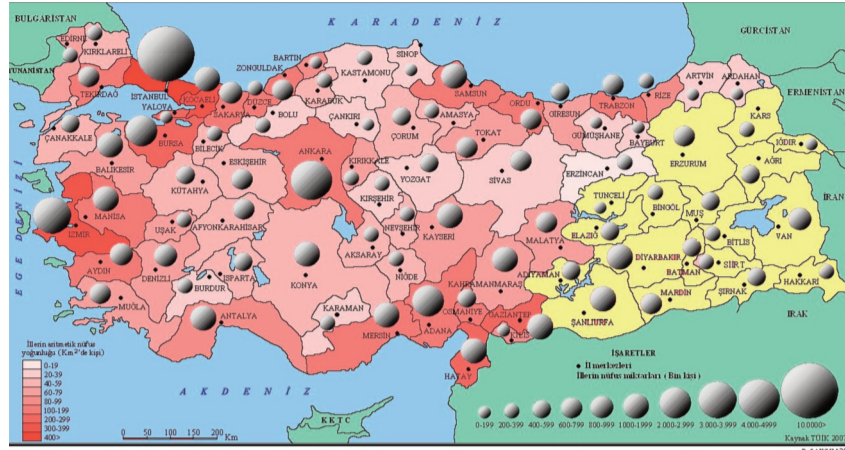 BULGARİSTAN
KARADENİZ
GÜRCİSTAN
EDİRNE
KIRKLARELİ
YUNANİSTAN
TEKİRDAĞ
İSTANBUL
YALOVA
KOCAELİ
SAKARYA
DÜZCE
ZONGULDAK
BARTIN
KARABÜK
KASTAMONU
SİNOP
SAMSUN
ORDU
GİRESUN
TRABZON
RİZE
ARTVİN
ARDAHAN
ERMENİSTAN
ÇANAKKALE
BURSA
BİLECİK
BOLU
ÇANKIRI
ÇORUM
AMASYA
TOKAT
GÜMÜŞHANE
BAYBURT
KARS
IĞDIR
BALIKESİR
ESKİŞEHİR
ANKARA
KIRIKKALE
YOZGAT
SİVAS
ERZİNCAN
ERZURUM
AĞRI
EGE DENİZİ
KÜTAHYA
KIRŞEHİR
TUNCELİ
BİNGÖL
MUŞ
İRAN
MANİSA
UŞAK
AFYONKARAHİSAR
NEVŞEHİR
KAYSERİ
MALATYA
ELAZIĞ
BİTLİS
VAN
İZMİR
AKSARAY
DİYARBAKIR
BATMAN
SİİRT
AYDIN
DENİZLİ
BURDUR
ISPARTA
KONYA
NİĞDE
KAHRAMANMARAŞ
ADIYAMAN
MARDİN
ŞIRNAK
HAKKARİ
MUĞLA
ANTALYA
KARAMAN
MERSİN
ADANA
OSMANİYE
GAZİANTEP
KİLİS
ŞANLIURFA
IRAK
HATAY
İllerin aritmetik nüfus
yoğunluğu (Km²'de kişi)
0-19
20-39
40-59
60-79
80-99
100-199
200-299
300-399
400>
AKDENİZ
0 50 100 150 200
Km
KKTC
İŞARETLER
İl merkezleri
İllerin nüfus miktarları ( Bin kişi )
0-199 200-399 400-599 600-799 800-999 1000-1999 2.000-2.999 3.000-3.999 4.000-4999 10.000>
Kaynak TÜİK 2007